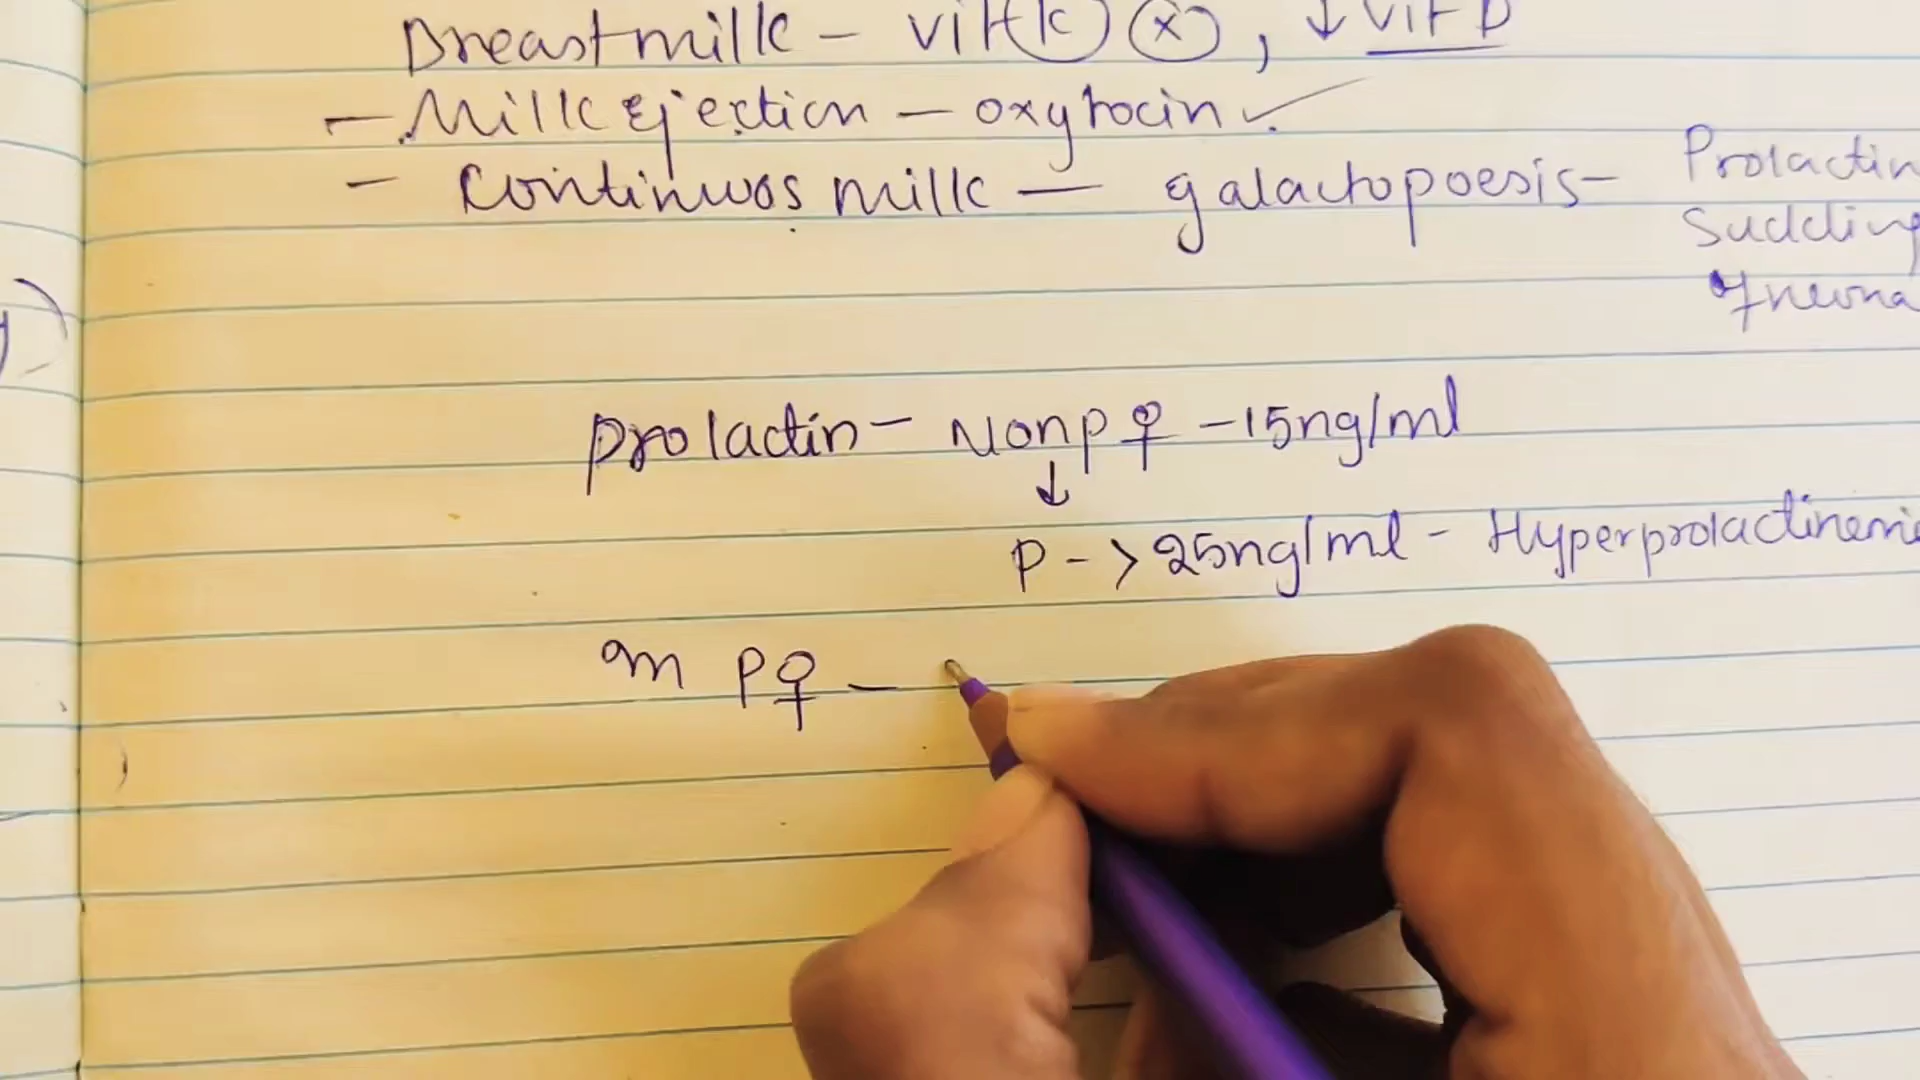 Breastmilk - vit K (x), ↓ vit D
- Milk ejection - oxytocin ✓
- Continuos milk - galactopoesis - Prolactin
Suckling
of neona
Prolactin - Non P ♀ - 15ng/ml
↓
P - > 25ng/ml - Hyperprolactinemi
In P ♀ -